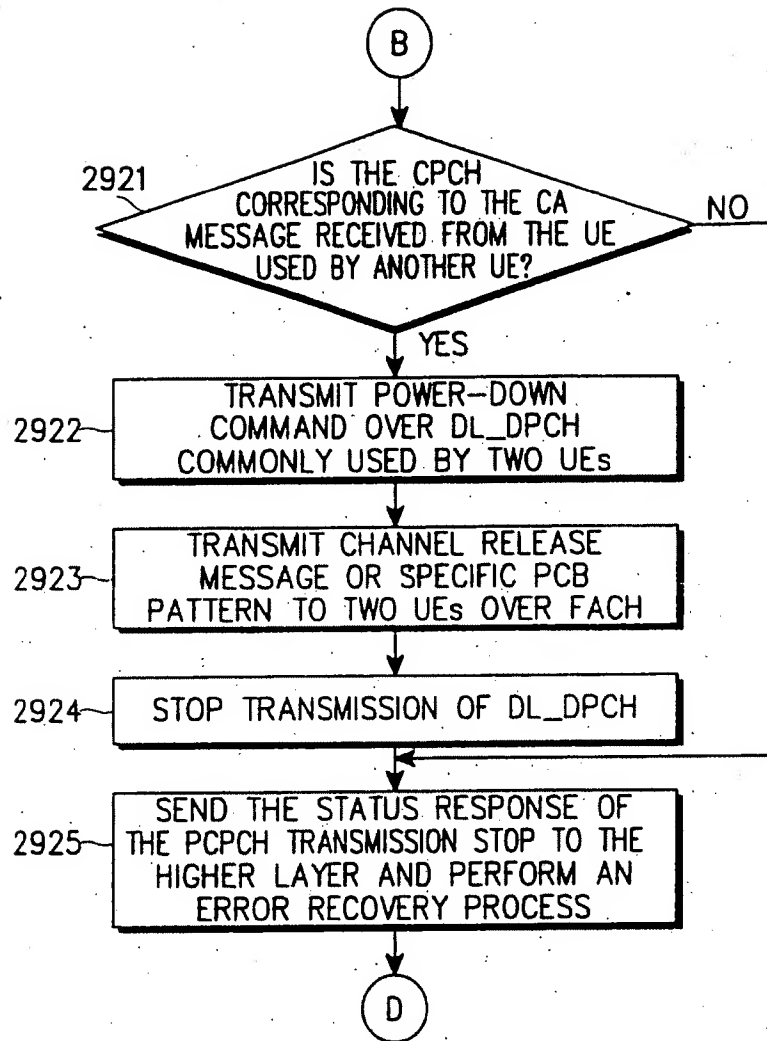 B
2921
IS THE CPCH
CORRESPONDING TO THE CA
MESSAGE RECEIVED FROM THE UE
USED BY ANOTHER UE?
NO
YES
2922
TRANSMIT POWER-DOWN
COMMAND OVER DL_DPCH
COMMONLY USED BY TWO UEs
2923
TRANSMIT CHANNEL RELEASE
MESSAGE OR SPECIFIC PCB
PATTERN TO TWO UEs OVER FACH
2924
STOP TRANSMISSION OF DL_DPCH
2925
SEND THE STATUS RESPONSE OF
THE PCPCH TRANSMISSION STOP TO THE
HIGHER LAYER AND PERFORM AN
ERROR RECOVERY PROCESS
D